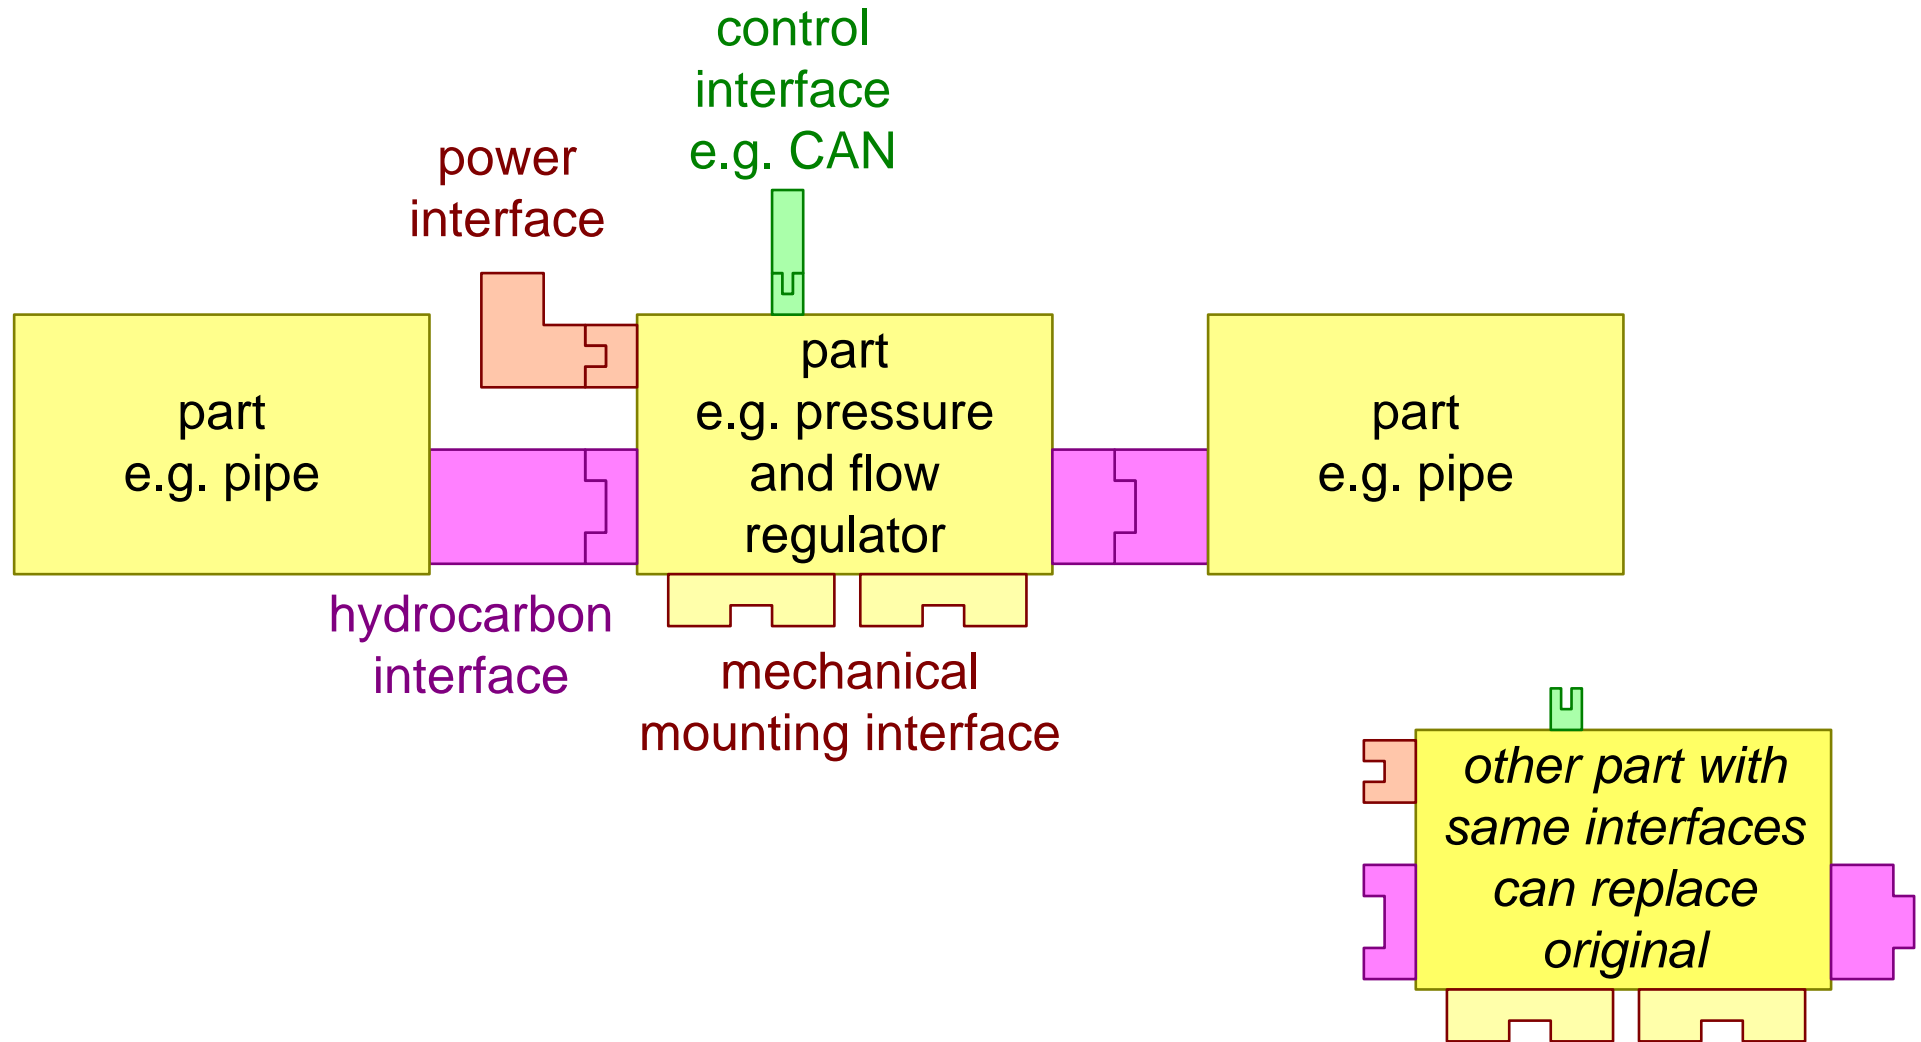 control
interface
e.g. CAN
power
interface
part
e.g. pipe
part
e.g. pressure
and flow
regulator
part
e.g. pipe
hydrocarbon
interface
mechanical
mounting interface
other part with
same interfaces
can replace
original